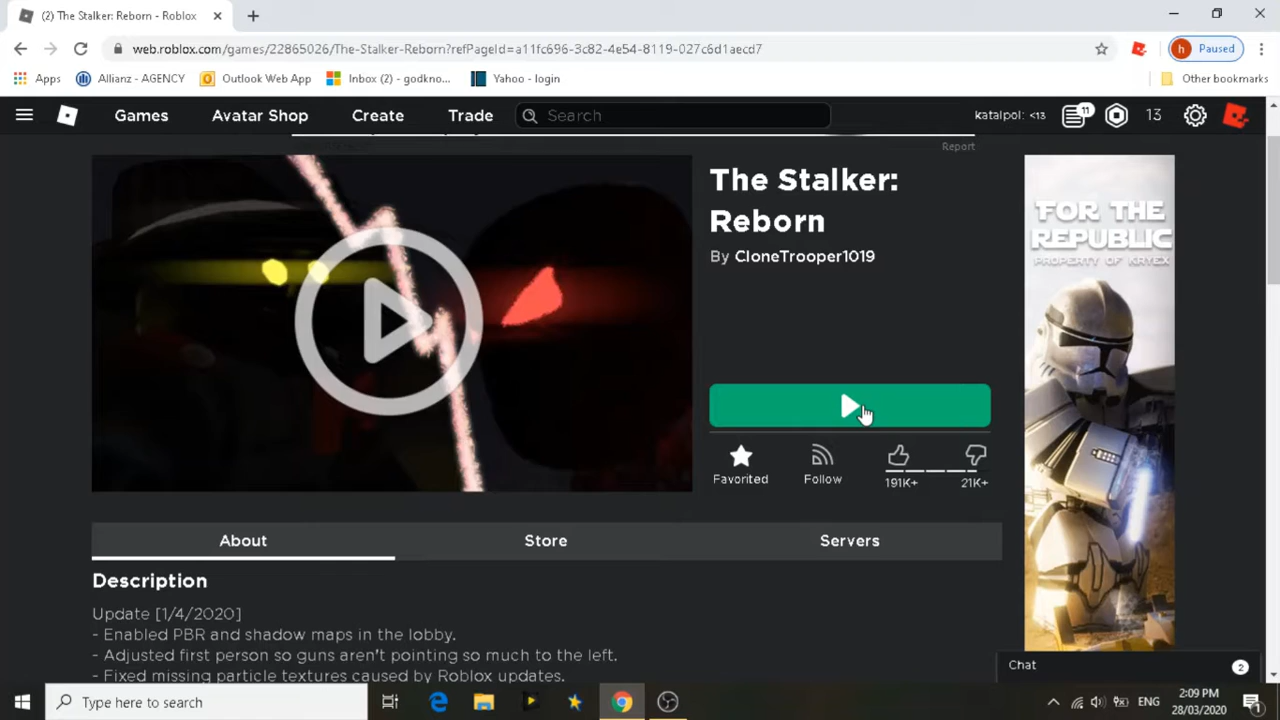 (2) The Stalker: Reborn - Roblox
web.roblox.com/games/22865026/The-Stalker-Reborn?refPageId=a11fc696-3c82-4e54-8119-027c6d1aecd7
h Paused
Apps Allianz - AGENCY Outlook Web App Inbox (2) - godkno... Yahoo - login Other bookmarks
Games Avatar Shop Create Trade Search katalpol: <13 11 13
Report
The Stalker:
Reborn
By CloneTrooper1019
FOR THE
REPUBLIC
PROPERTY OF KRYEX
Favorited Follow 191K+ 21K+
About Store Servers
Description
Update [1/4/2020]
- Enabled PBR and shadow maps in the lobby.
- Adjusted first person so guns aren't pointing so much to the left.
- Fixed missing particle textures caused by Roblox updates.
Chat 2
Type here to search
ENG
2:09 PM
28/03/2020
1